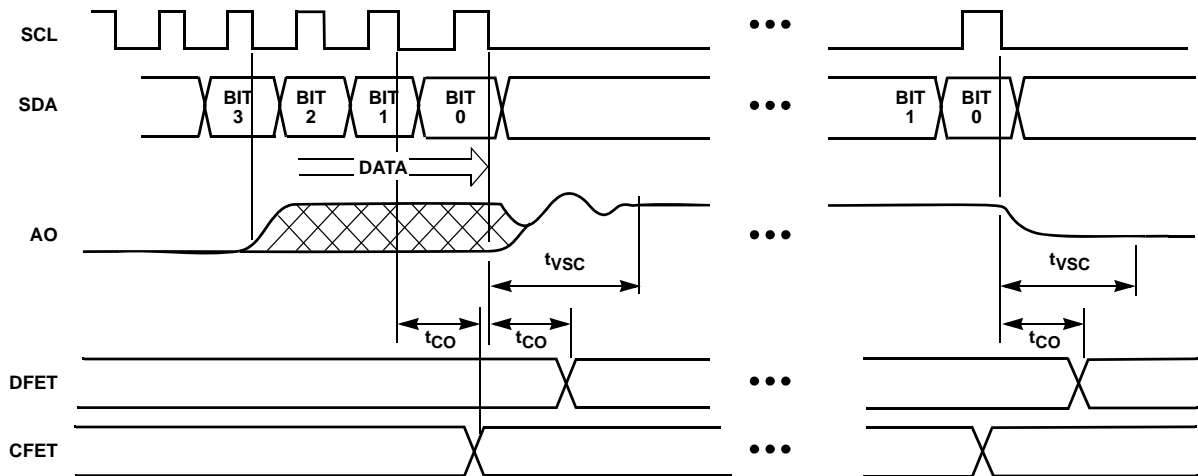 SCL
SDA
BIT 3
BIT 2
BIT 1
BIT 0
BIT 1
BIT 0
DATA
AO
tVSC
tVSC
tCO
tCO
tCO
DFET
CFET